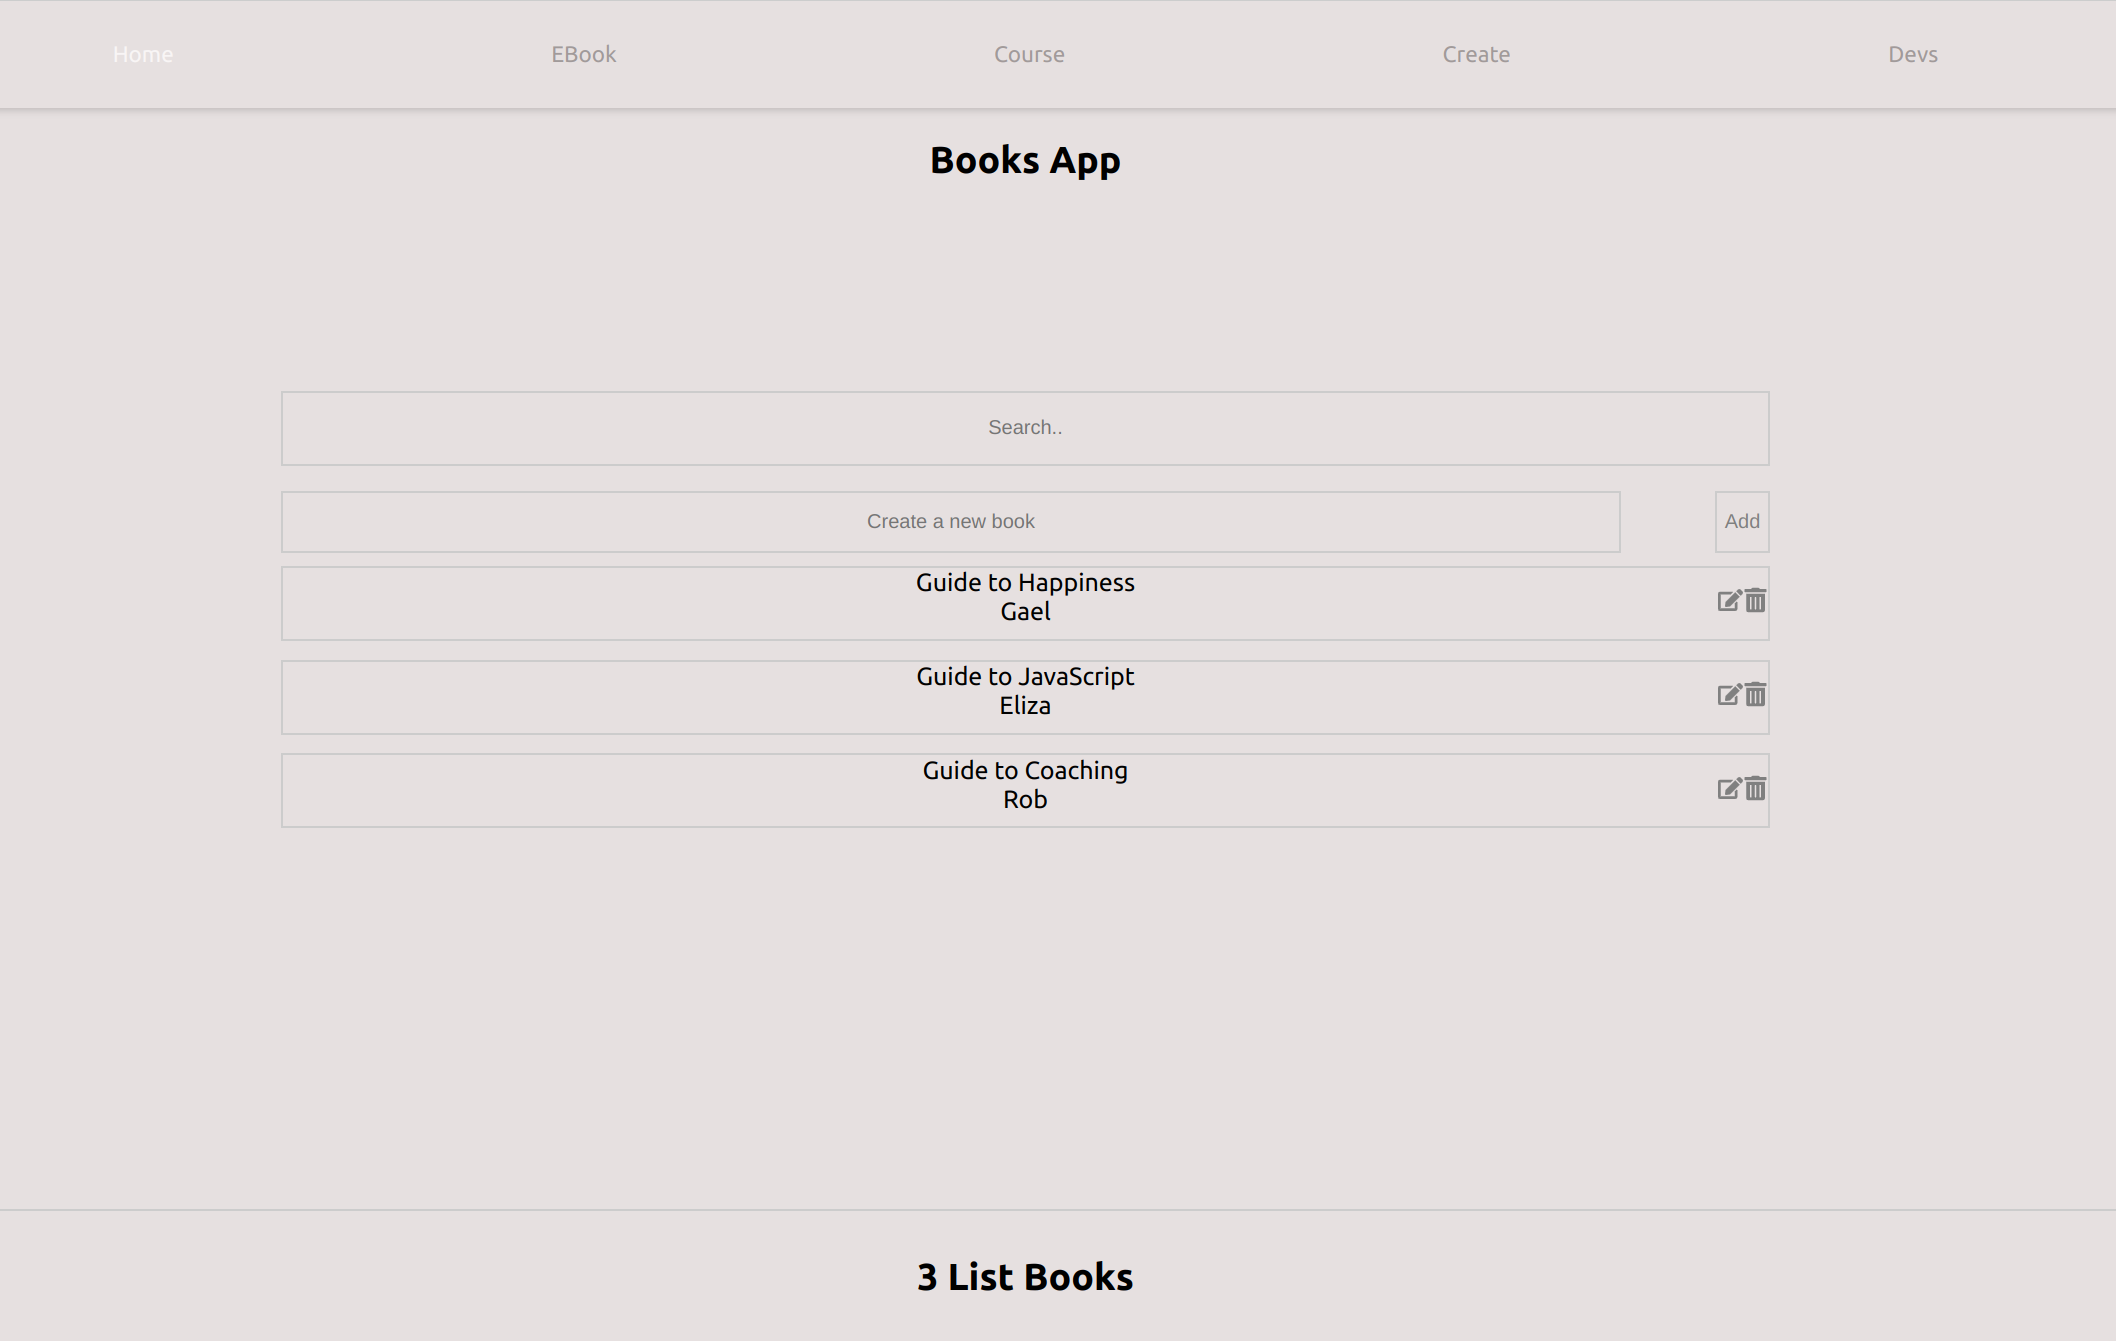 Home EBook Course Create Devs
Books App
Search..
Create a new book Add
Guide to Happiness
Gael
Guide to JavaScript
Eliza
Guide to Coaching
Rob
3 List Books